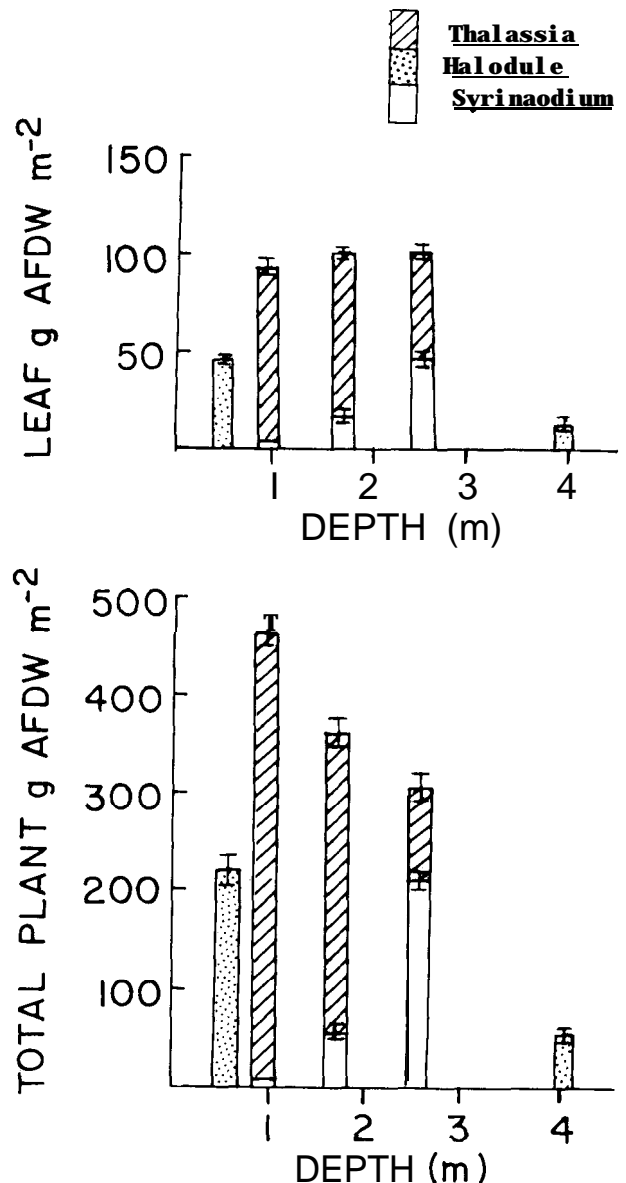 Thalassia
Halodule
Syrinaodium
LEAF g AFDW m-2
150
100
50
1 2 3 4
DEPTH (m)
TOTAL PLANT g AFDW m-2
500
400
300
200
100
1 2 3 4
DEPTH (m)